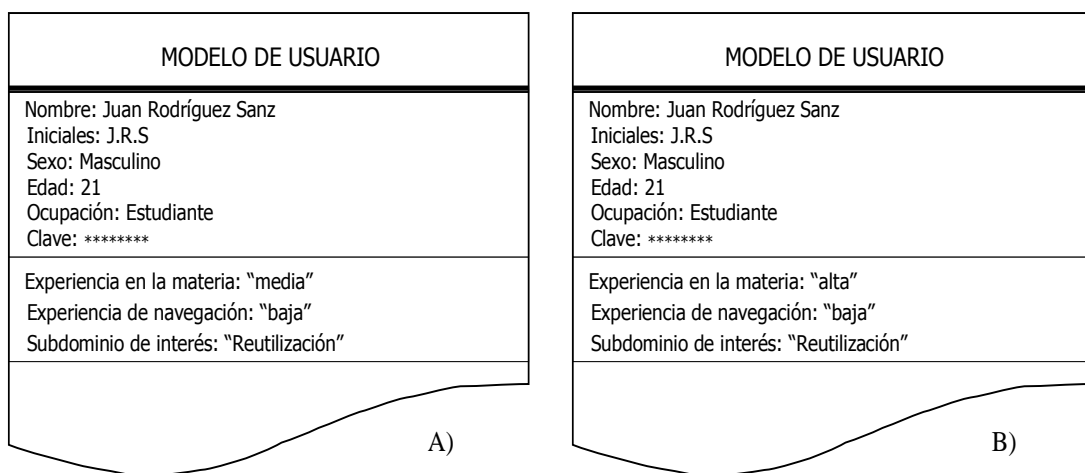 MODELO DE USUARIO
Nombre: Juan Rodríguez Sanz
Iniciales: J.R.S
Sexo: Masculino
Edad: 21
Ocupación: Estudiante
Clave: ********
Experiencia en la materia: “media”
Experiencia de navegación: “baja”
Subdominio de interés: “Reutilización”
A)
MODELO DE USUARIO
Nombre: Juan Rodríguez Sanz
Iniciales: J.R.S
Sexo: Masculino
Edad: 21
Ocupación: Estudiante
Clave: ********
Experiencia en la materia: “alta”
Experiencia de navegación: “baja”
Subdominio de interés: “Reutilización”
B)